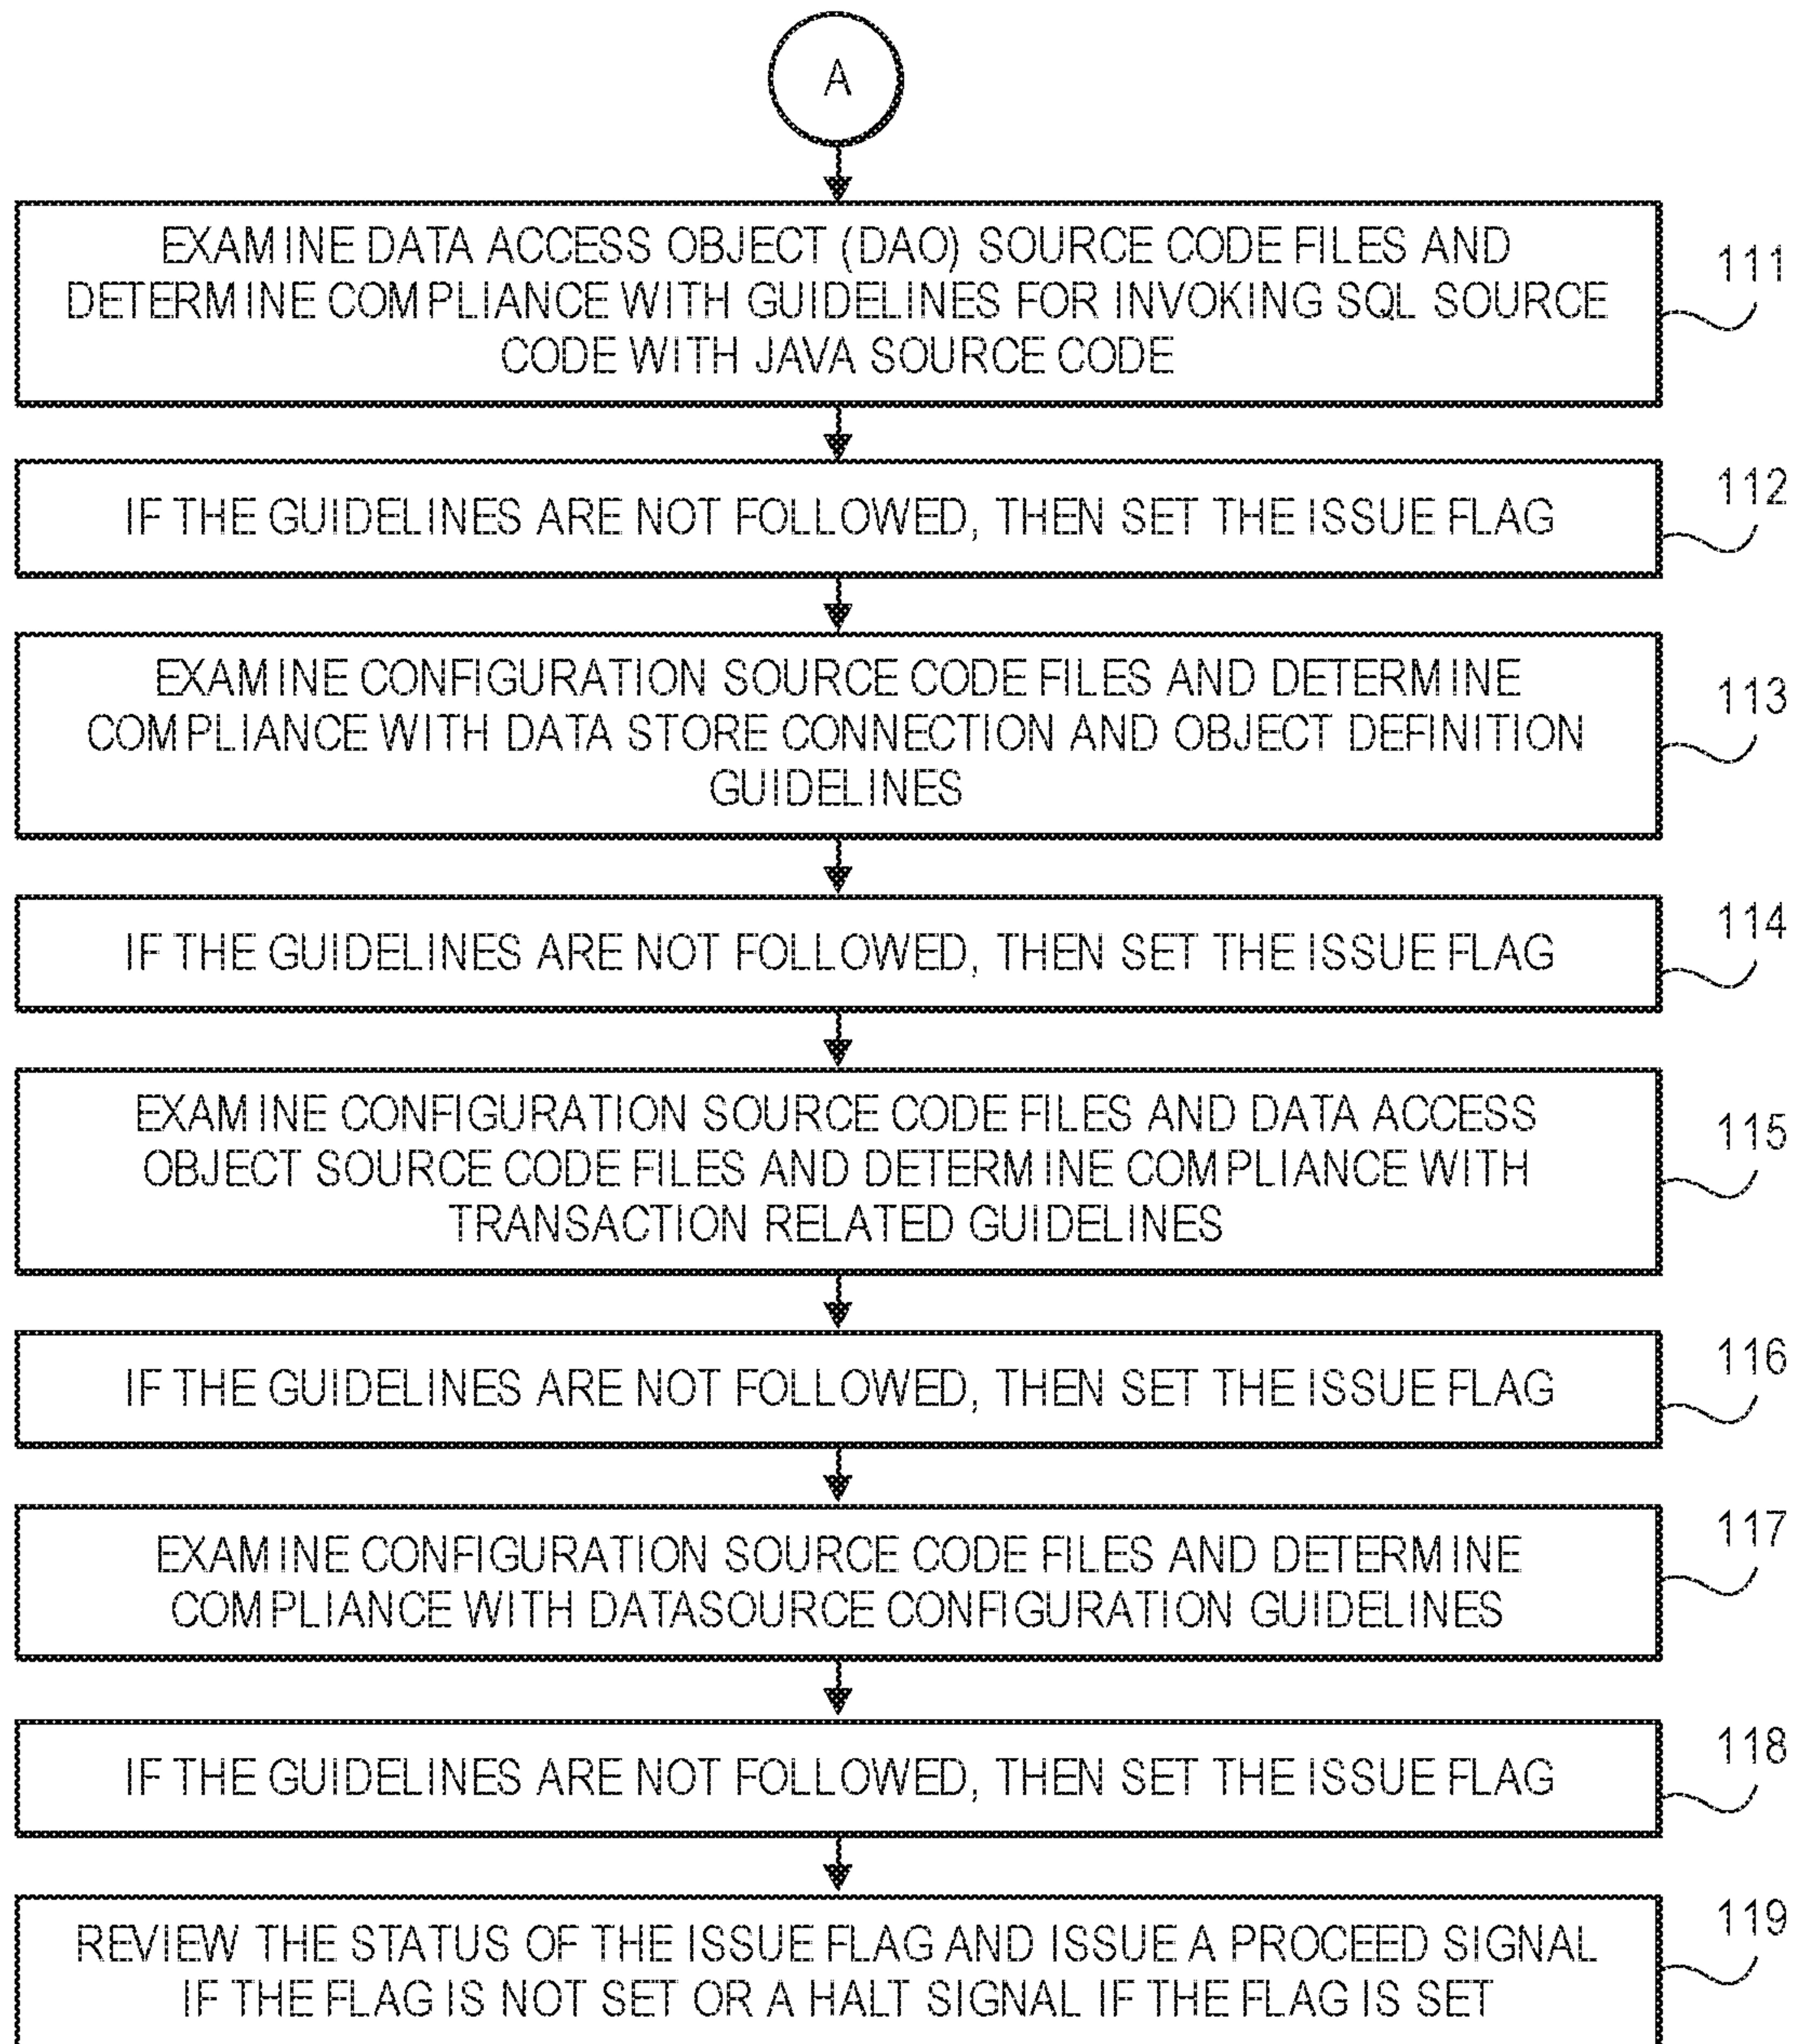 A
EXAMINE DATA ACCESS OBJECT (DAO) SOURCE CODE FILES AND
DETERMINE COMPLIANCE WITH GUIDELINES FOR INVOKING SQL SOURCE
CODE WITH JAVA SOURCE CODE
111
IF THE GUIDELINES ARE NOT FOLLOWED, THEN SET THE ISSUE FLAG
112
EXAMINE CONFIGURATION SOURCE CODE FILES AND DETERMINE
COMPLIANCE WITH DATA STORE CONNECTION AND OBJECT DEFINITION
GUIDELINES
113
IF THE GUIDELINES ARE NOT FOLLOWED, THEN SET THE ISSUE FLAG
114
EXAMINE CONFIGURATION SOURCE CODE FILES AND DATA ACCESS
OBJECT SOURCE CODE FILES AND DETERMINE COMPLIANCE WITH
TRANSACTION RELATED GUIDELINES
115
IF THE GUIDELINES ARE NOT FOLLOWED, THEN SET THE ISSUE FLAG
116
EXAMINE CONFIGURATION SOURCE CODE FILES AND DETERMINE
COMPLIANCE WITH DATASOURCE CONFIGURATION GUIDELINES
117
IF THE GUIDELINES ARE NOT FOLLOWED, THEN SET THE ISSUE FLAG
118
REVIEW THE STATUS OF THE ISSUE FLAG AND ISSUE A PROCEED SIGNAL
IF THE FLAG IS NOT SET OR A HALT SIGNAL IF THE FLAG IS SET
119